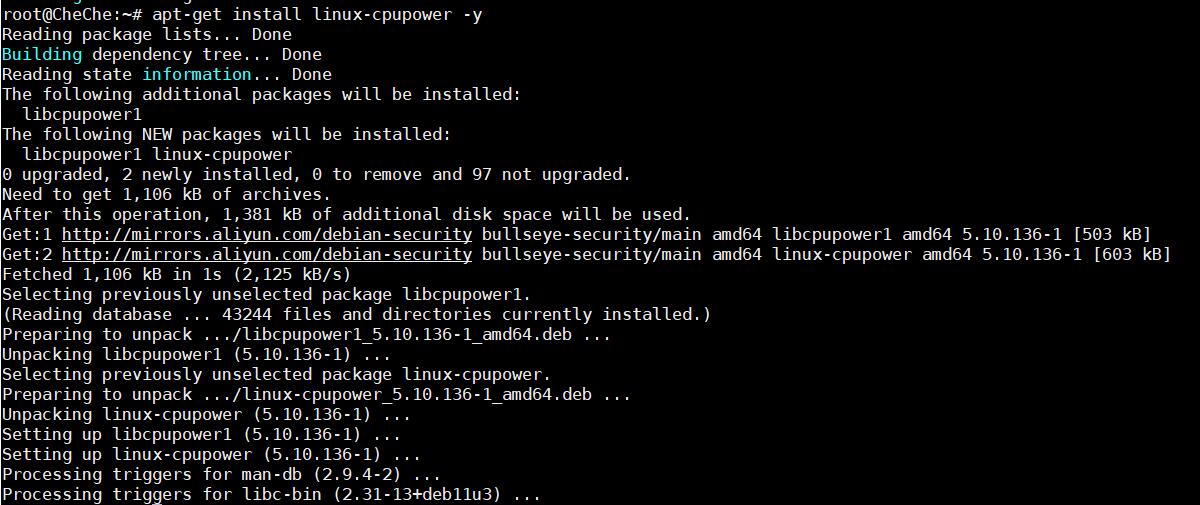 root@CheChe:~# apt-get install linux-cpupower -y
Reading package lists... Done
Building dependency tree... Done
Reading state information... Done
The following additional packages will be installed:
  libcpupower1
The following NEW packages will be installed:
  libcpupower1 linux-cpupower
0 upgraded, 2 newly installed, 0 to remove and 97 not upgraded.
Need to get 1,106 kB of archives.
After this operation, 1,381 kB of additional disk space will be used.
Get:1 http://mirrors.aliyun.com/debian-security bullseye-security/main amd64 libcpupower1 amd64 5.10.136-1 [503 kB]
Get:2 http://mirrors.aliyun.com/debian-security bullseye-security/main amd64 linux-cpupower amd64 5.10.136-1 [603 kB]
Fetched 1,106 kB in 1s (2,125 kB/s)
Selecting previously unselected package libcpupower1.
(Reading database ... 43244 files and directories currently installed.)
Preparing to unpack .../libcpupower1_5.10.136-1_amd64.deb ...
Unpacking libcpupower1 (5.10.136-1) ...
Selecting previously unselected package linux-cpupower.
Preparing to unpack .../linux-cpupower_5.10.136-1_amd64.deb ...
Unpacking linux-cpupower (5.10.136-1) ...
Setting up libcpupower1 (5.10.136-1) ...
Setting up linux-cpupower (5.10.136-1) ...
Processing triggers for man-db (2.9.4-2) ...
Processing triggers for libc-bin (2.31-13+deb11u3) ...